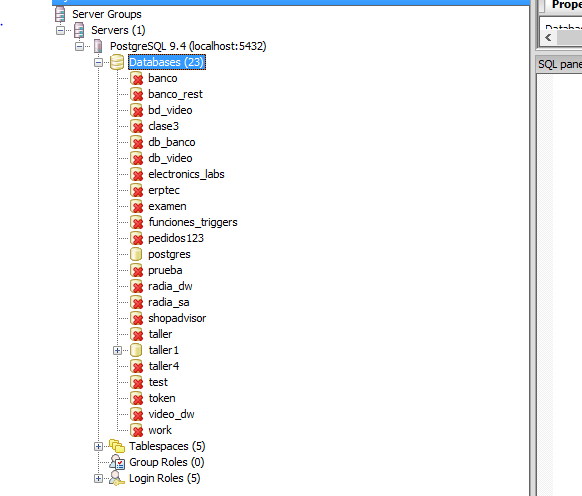 Server Groups
Servers (1)
PostgreSQL 9.4 (localhost:5432)
Databases (23)
banco
banco_rest
bd_video
clase3
db_banco
db_video
electronics_labs
erptec
examen
funciones_triggers
pedidos123
postgres
prueba
radia_dw
radia_sa
shopadvisor
taller
taller1
taller4
test
token
video_dw
work
Tablespaces (5)
Group Roles (0)
Login Roles (5)
Prope
SQL pane